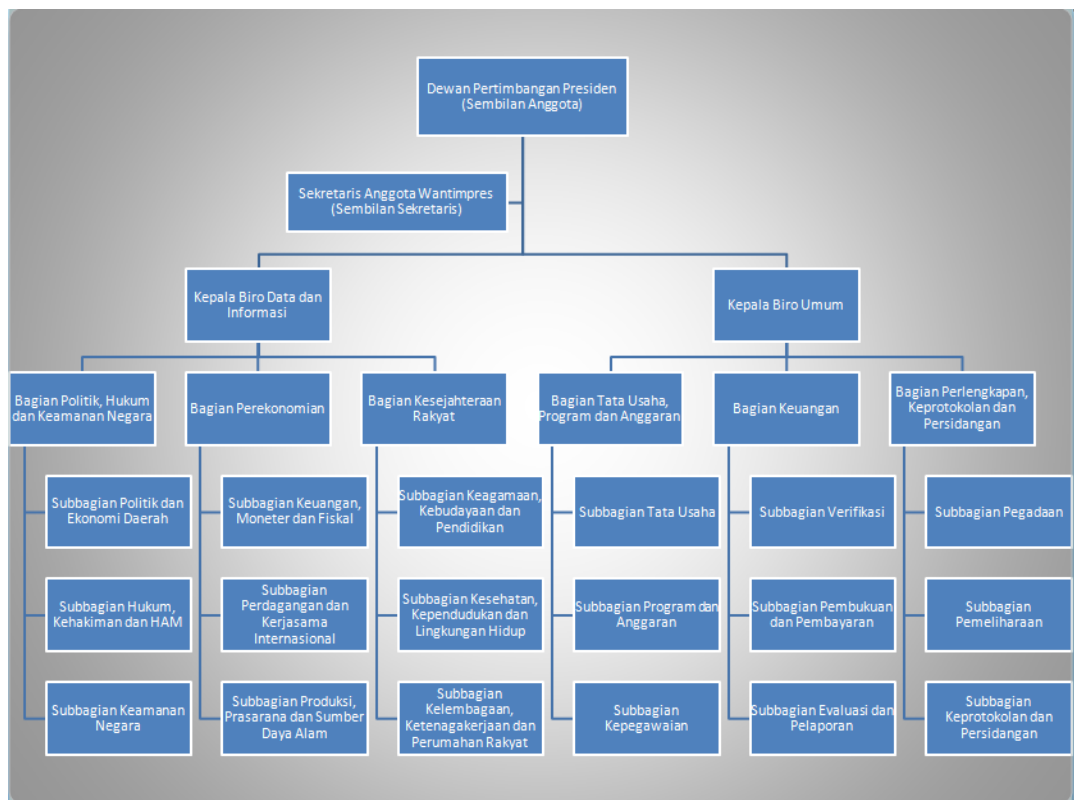 Dewan Pertimbangan Presiden
(Sembilan Anggota)
Sekretaris Anggota Wantimpres
(Sembilan Sekretaris)
Kepala Biro Data dan
Informasi
Kepala Biro Umum
Bagian Politik, Hukum
dan Keamanan Negara
Bagian Perekonomian
Bagian Kesejahteraan
Rakyat
Bagian Tata Usaha,
Program dan Anggaran
Bagian Keuangan
Bagian Perlengkapan,
Keprotokolan dan
Persidangan
Subbagian Politik dan
Ekonomi Daerah
Subbagian Keuangan,
Moneter dan Fiskal
Subbagian Keagamaan,
Kebudayaan dan
Pendidikan
Subbagian Tata Usaha
Subbagian Verifikasi
Subbagian Pegadaan
Subbagian Hukum,
Kehakiman dan HAM
Subbagian
Perdagangan dan
Kerjasama
Internasional
Subbagian Kesehatan,
Kependudukan dan
Lingkungan Hidup
Subbagian Program dan
Anggaran
Subbagian Pembukuan
dan Pembayaran
Subbagian
Pemeliharaan
Subbagian Keamanan
Negara
Subbagian Produksi,
Prasarana dan Sumber
Daya Alam
Subbagian
Kelembagaan,
Ketenagakerjaan dan
Perumahan Rakyat
Subbagian
Kepegawaian
Subbagian Evaluasi dan
Pelaporan
Subbagian
Keprotokolan dan
Persidangan